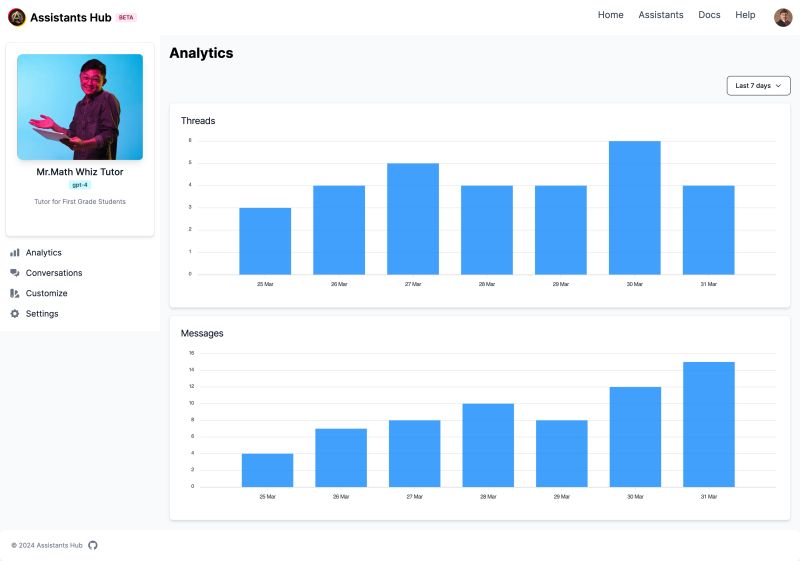 Assistants Hub BETA
Home Assistants Docs Help
Mr.Math Whiz Tutor
gpt-4
Tutor for First Grade Students
Analytics
Conversations
Customize
Settings
Analytics
Last 7 days
Threads
6
5
4
3
2
1
0
25 Mar 26 Mar 27 Mar 28 Mar 29 Mar 30 Mar 31 Mar
Messages
16
14
12
10
8
6
4
2
0
25 Mar 26 Mar 27 Mar 28 Mar 29 Mar 30 Mar 31 Mar
© 2024 Assistants Hub